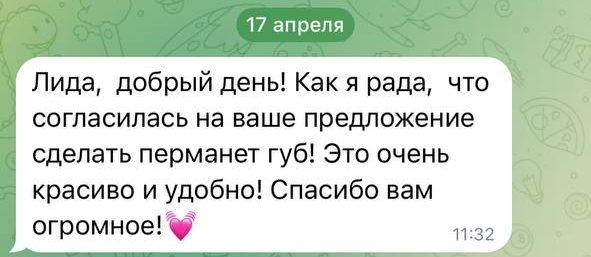 17 апреля
Лида,  добрый день! Как я рада,  что
согласилась на ваше предложение
сделать перманет губ! Это очень
красиво и удобно! Спасибо вам
огромное!💓
11:32